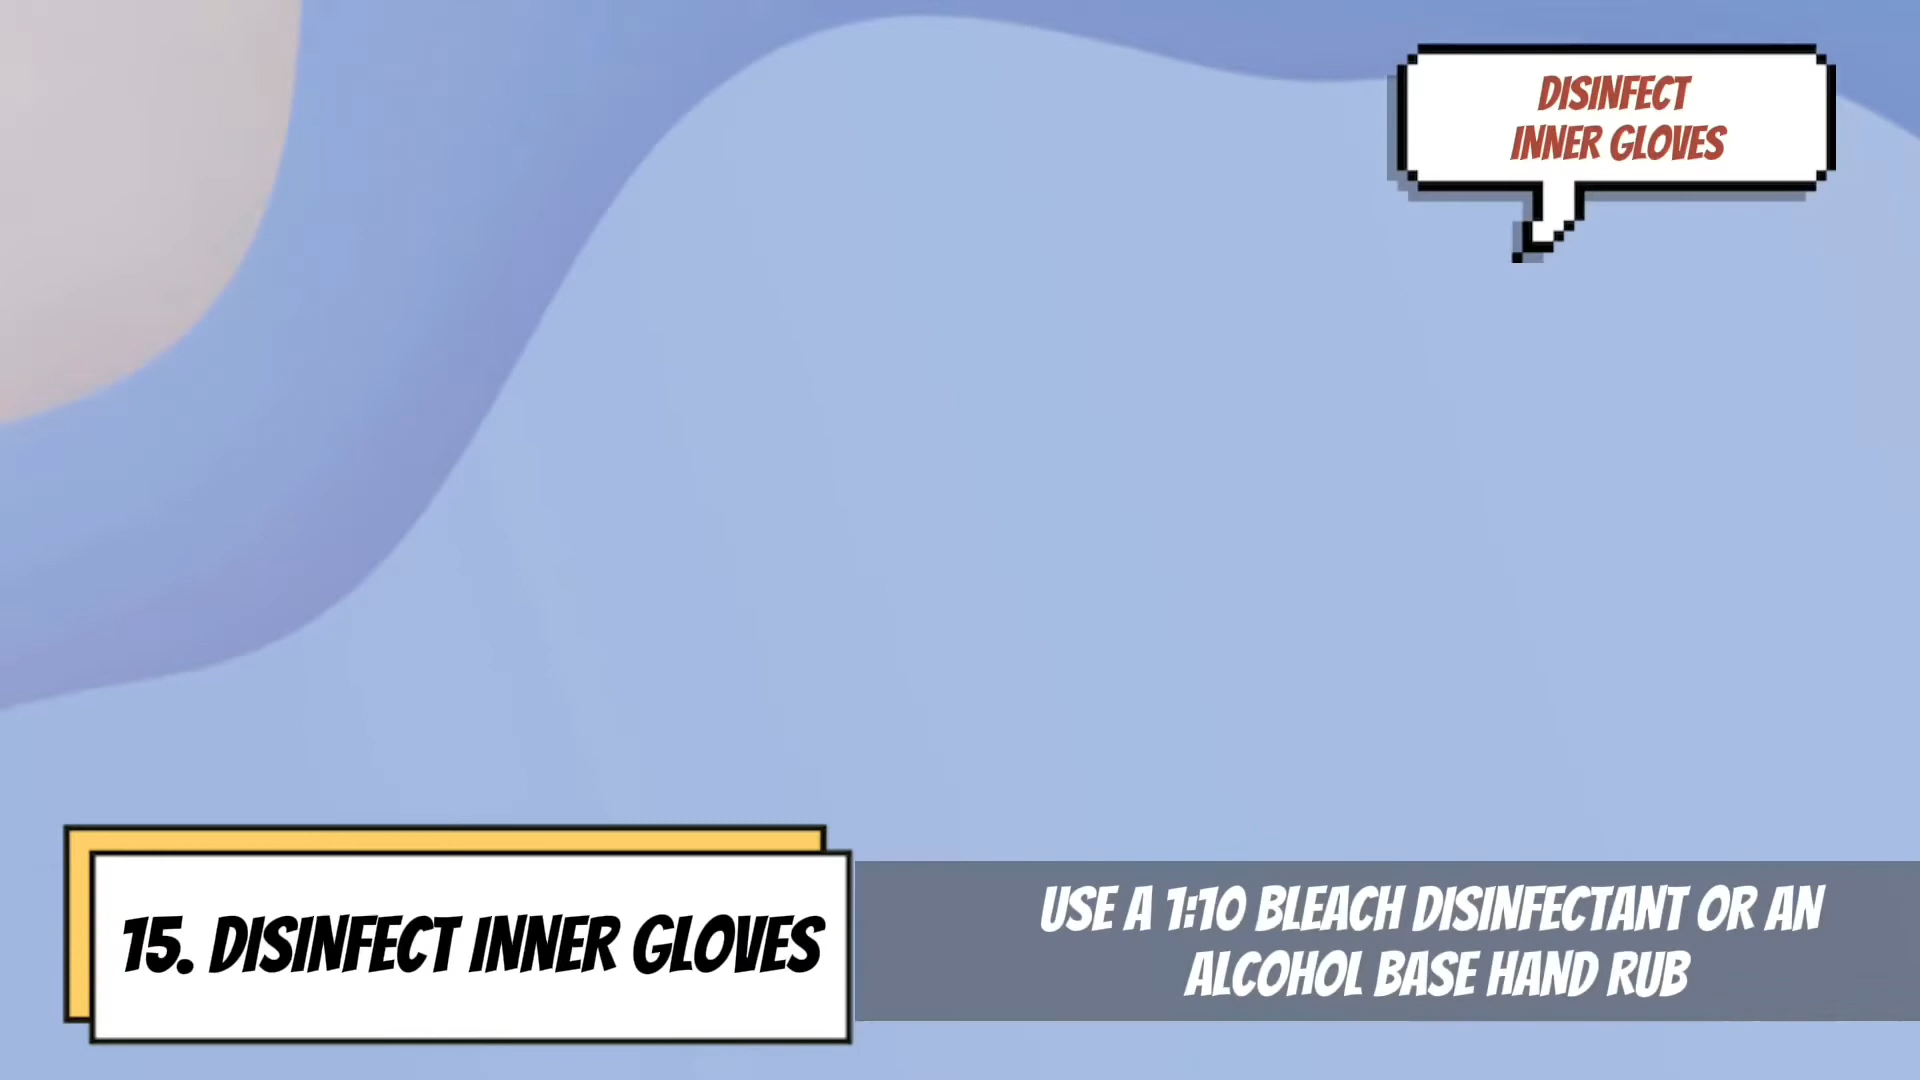 DISINFECT
INNER GLOVES
15. DISINFECT INNER GLOVES
USE A 1:10 BLEACH DISINFECTANT OR AN
ALCOHOL BASE HAND RUB